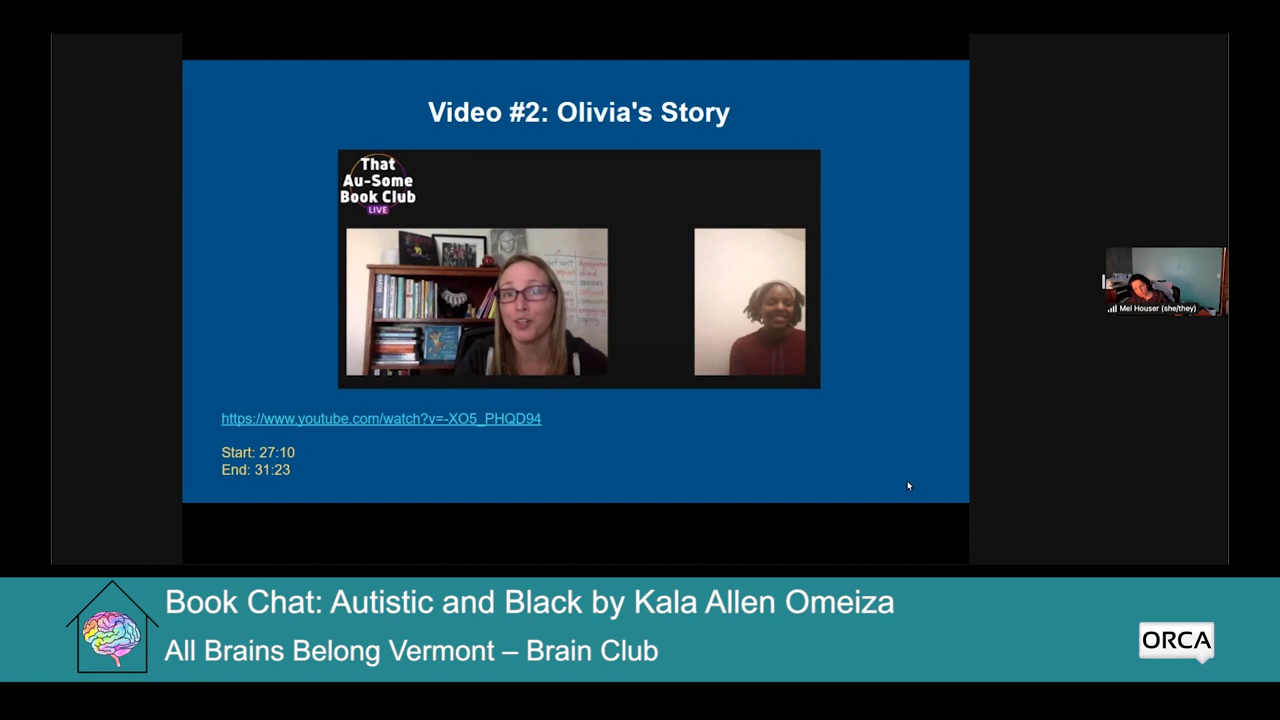 Video #2: Olivia's Story
That
Au-Some
Book Club
LIVE
https://www.youtube.com/watch?v=-XO5_PHQD94
Start: 27:10
End: 31:23
Mel Houser (she/they)
Book Chat: Autistic and Black by Kala Allen Omeiza
All Brains Belong Vermont – Brain Club
ORCA